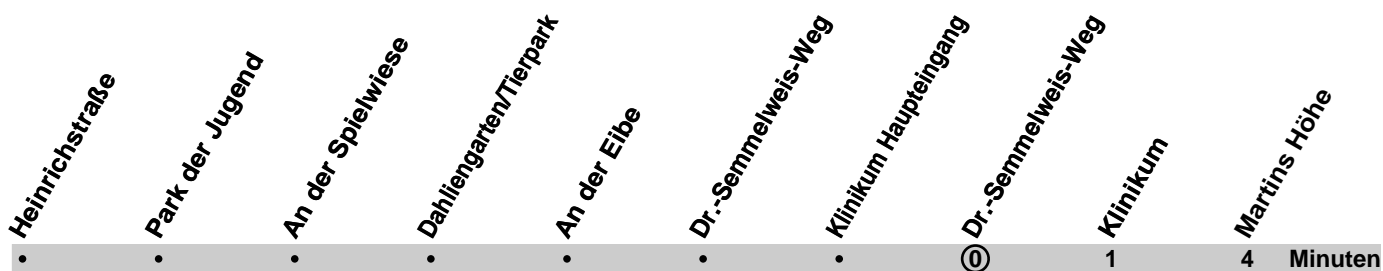 Heinrichstraße
Park der Jugend
An der Spielwiese
Dahliengarten/Tierpark
An der Eibe
Dr.-Semmelweis-Weg
Klinikum Haupteingang
Dr.-Semmelweis-Weg
Klinikum
Martins Höhe
• • • • • • • 0 1 4 Minuten